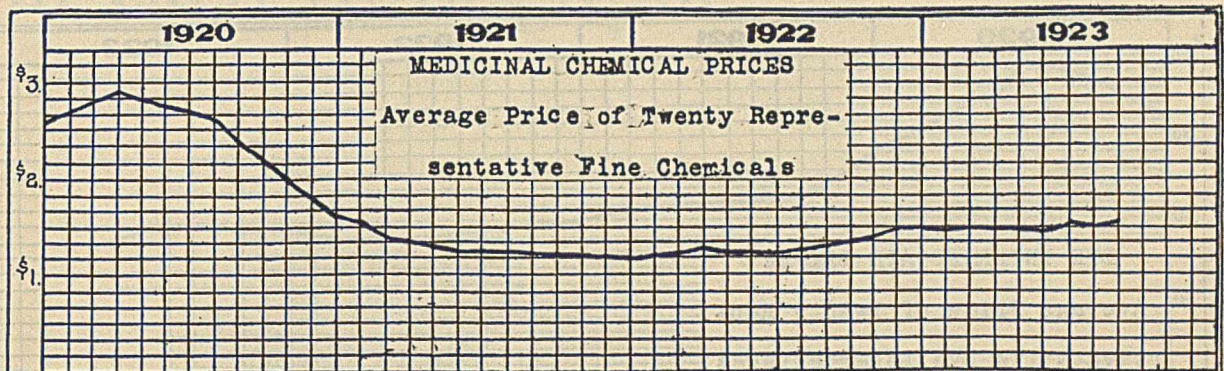 1920 1921 1922 1923
MEDICINAL CHEMICAL PRICES
$3.
Average Price of Twenty Repre-
sentative Fine Chemicals
$2.
$1.